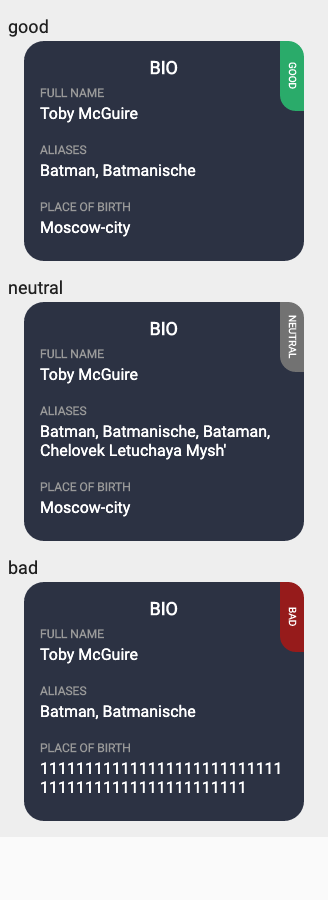 good
BIO
GOOD
FULL NAME
Toby McGuire
ALIASES
Batman, Batmanische
PLACE OF BIRTH
Moscow-city
neutral
BIO
NEUTRAL
FULL NAME
Toby McGuire
ALIASES
Batman, Batmanische, Bataman,
Chelovek Letuchaya Mysh'
PLACE OF BIRTH
Moscow-city
bad
BIO
BAD
FULL NAME
Toby McGuire
ALIASES
Batman, Batmanische
PLACE OF BIRTH
111111111111111111111111111
11111111111111111111111